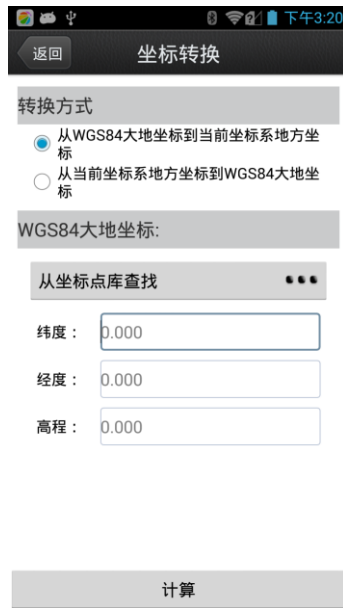 下午3:20
返回
坐标转换
转换方式
从WGS84大地坐标到当前坐标系地方坐
标
从当前坐标系地方坐标到WGS84大地坐
标
WGS84大地坐标:
从坐标点库查找
纬度：
0.000
经度：
0.000
高程：
0.000
计算